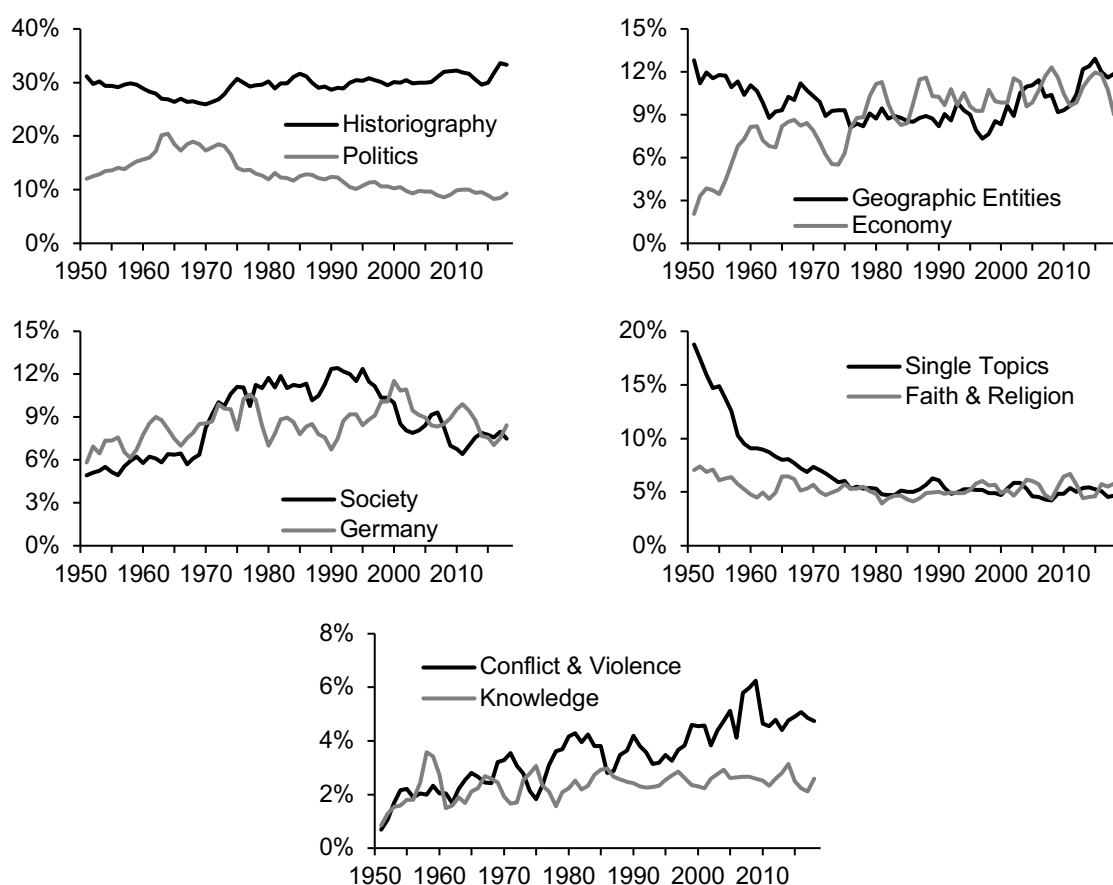 40%
30%
20%
10%
0%
Historiography
Politics
1950 1960 1970 1980 1990 2000 2010
15%
12%
9%
6%
3%
0%
Geographic Entities
Economy
1950 1960 1970 1980 1990 2000 2010
15%
12%
9%
6%
3%
0%
Society
Germany
1950 1960 1970 1980 1990 2000 2010
20%
15%
10%
5%
0%
Single Topics
Faith & Religion
1950 1960 1970 1980 1990 2000 2010
8%
6%
4%
2%
0%
Conflict & Violence
Knowledge
1950 1960 1970 1980 1990 2000 2010